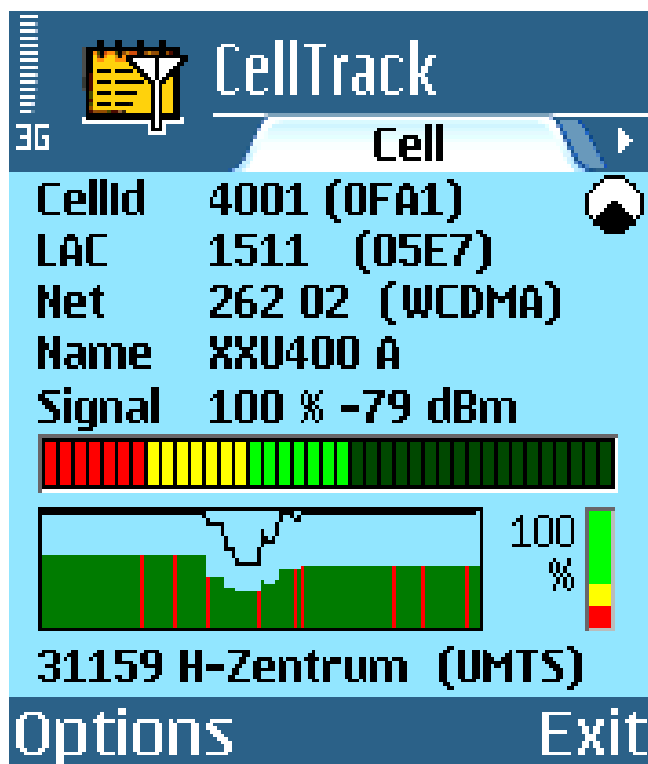 CellTrack
3G
Cell
CellId 4001 (0FA1)
LAC 1511 (05E7)
Net 262 02 (WCDMA)
Name XXU400 A
Signal 100 % -79 dBm
100
%
31159 H-Zentrum (UMTS)
Options Exit